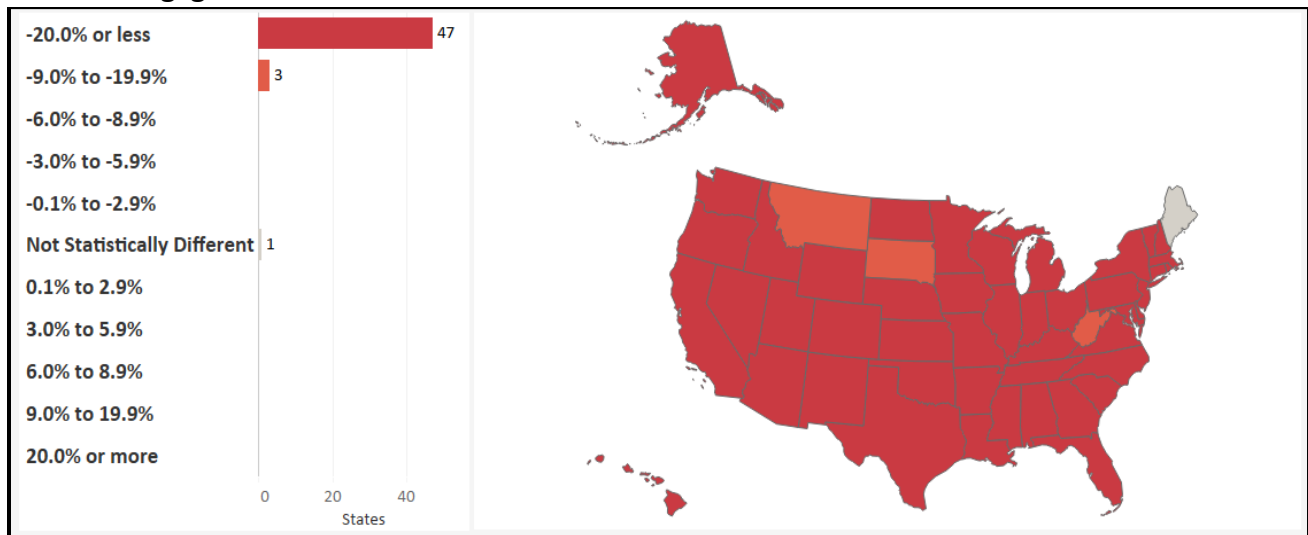 -20.0% or less 47
-9.0% to -19.9% 3
-6.0% to -8.9%
-3.0% to -5.9%
-0.1% to -2.9%
Not Statistically Different 1
0.1% to 2.9%
3.0% to 5.9%
6.0% to 8.9%
9.0% to 19.9%
20.0% or more
0 20 40
States